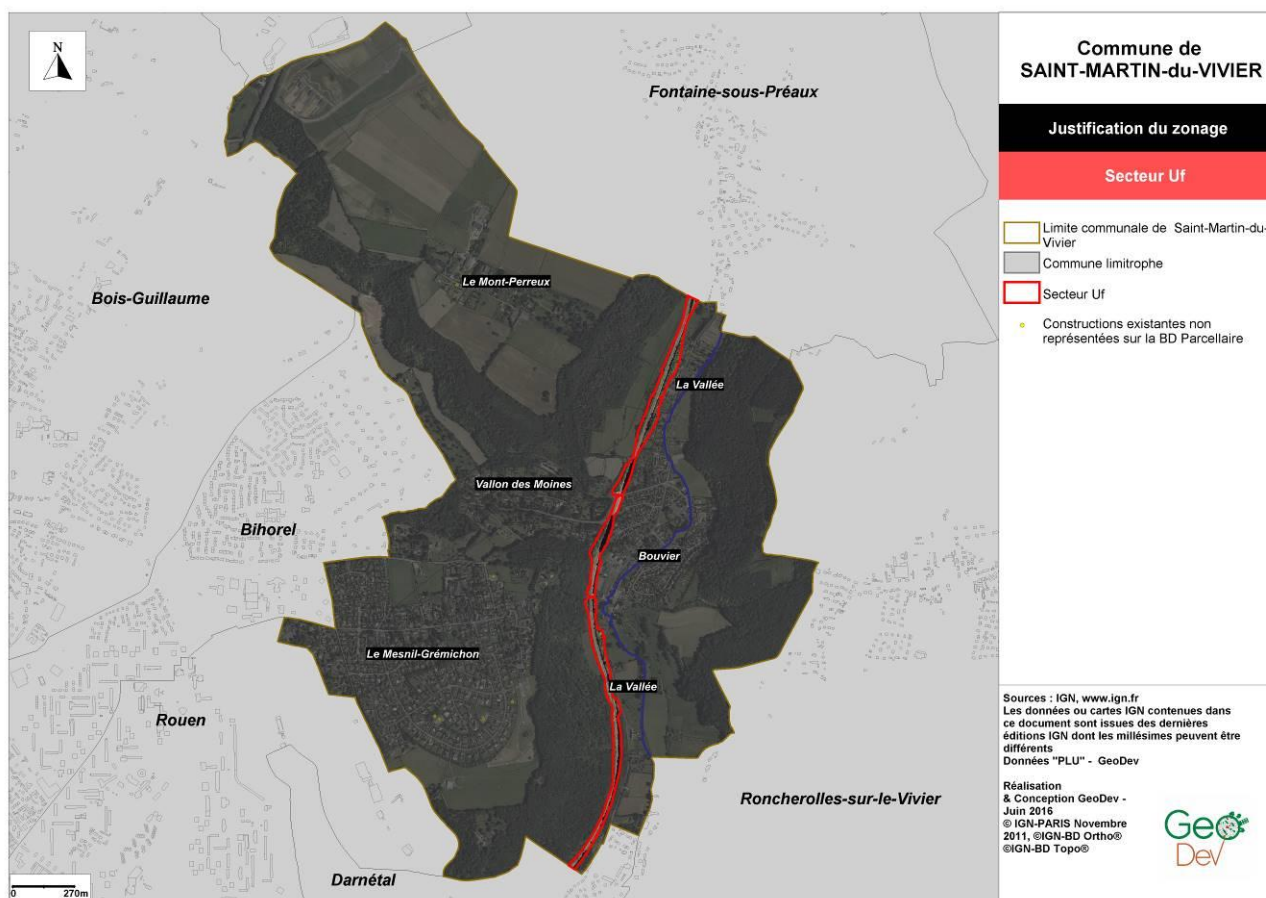 N
Fontaine-sous-Préaux
Le Mont-Perreux
Bois-Guillaume
La Vallée
Vallon des Moines
Bihorel
Bouvier
Le Mesnil-Grémichon
La Vallée
Rouen
Roncherolles-sur-le-Vivier
Darnétal
0 270m
Commune de
SAINT-MARTIN-du-VIVIER
Justification du zonage
Secteur Uf
Limite communale de Saint-Martin-du-
Vivier
Commune limitrophe
Secteur Uf
Constructions existantes non
représentées sur la BD Parcellaire
Sources : IGN, www.ign.fr
Les données ou cartes IGN contenues dans
ce document sont issues des dernières
éditions IGN dont les millésimes peuvent être
différents
Données "PLU" - GeoDev
Réalisation
& Conception GeoDev -
Juin 2016
© IGN-PARIS Novembre
2011, ©IGN-BD Ortho®
©IGN-BD Topo®
Geo
Dev